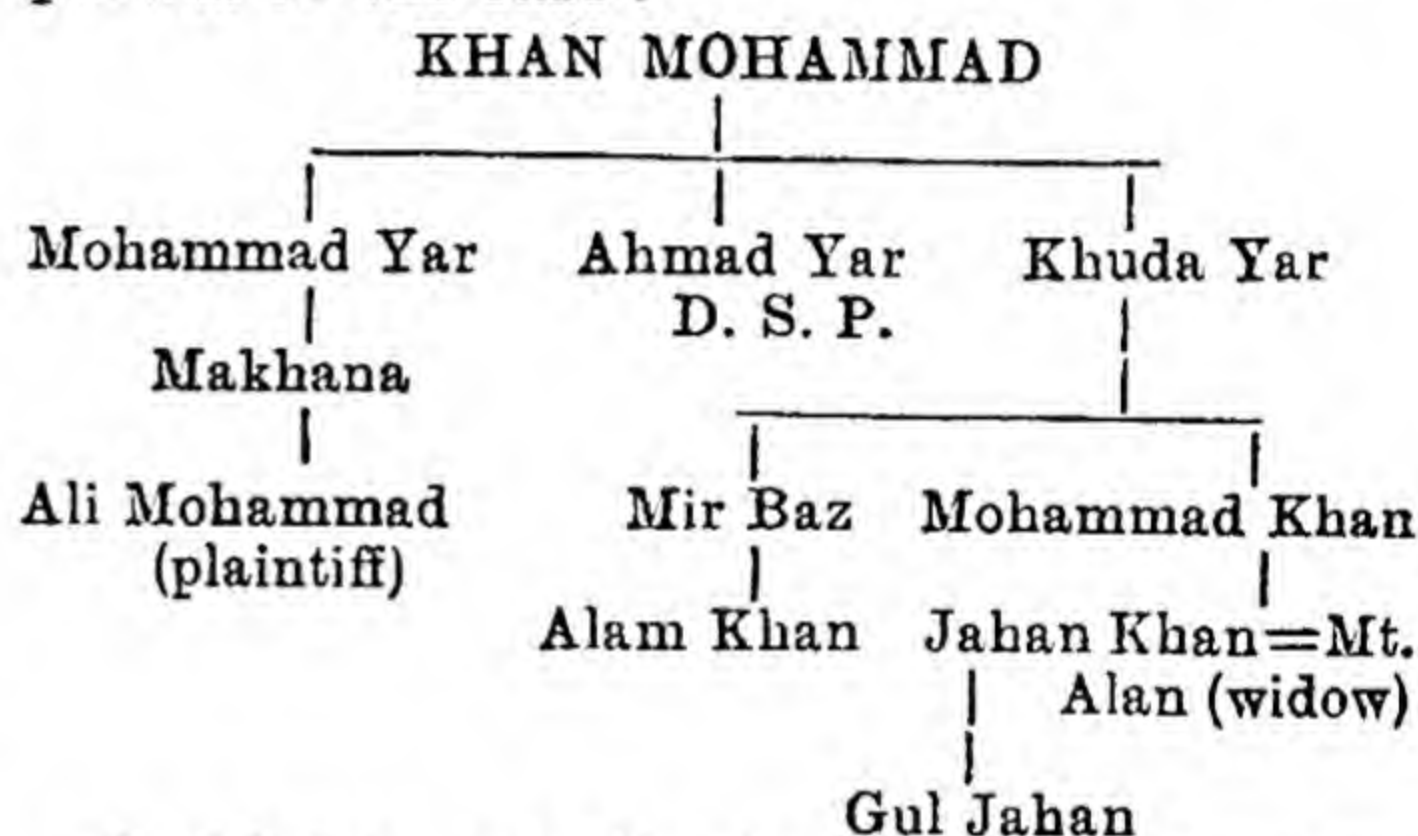 KHAN MOHAMMAD
Mohammad Yar Ahmad Yar Khuda Yar
D. S. P.
Makhana
Ali Mohammad Mir Baz Mohammad Khan
(plaintiff)
Alam Khan Jahan Khan=Mt.
Alan (widow)
Gul Jahan